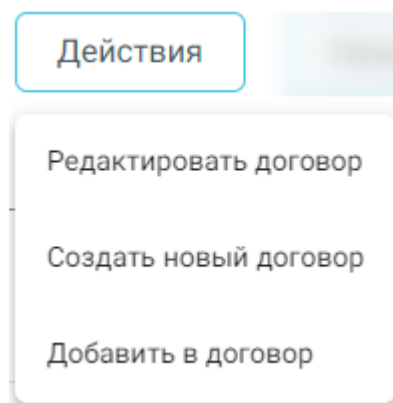 Действия
Редактировать договор
Создать новый договор
Добавить в договор